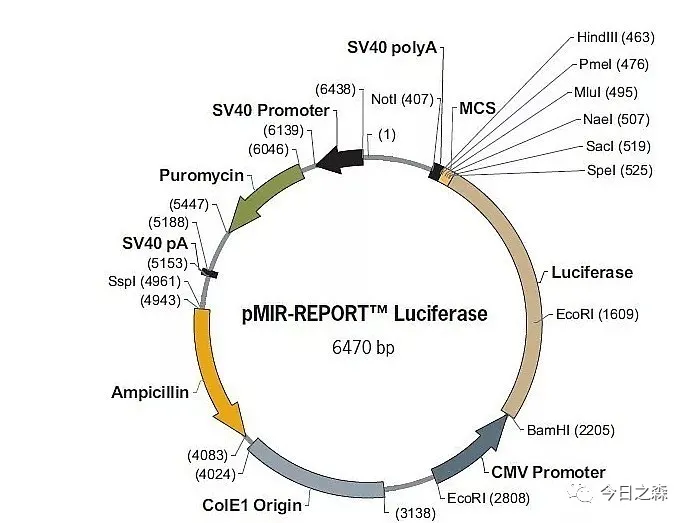 HindIII (463)
SV40 polyA
PmeI (476)
(6438)
NotI (407)
MluI (495)
SV40 Promoter
MCS
(6139)
(1)
NaeI (507)
(6046)
SacI (519)
Puromycin
SpeI (525)
(5447)
(5188)
SV40 pA
(5153)
Luciferase
SspI (4961)
(4943)
pMIR-REPORT™ Luciferase
EcoRI (1609)
6470 bp
Ampicillin
BamHI (2205)
(4083)
(4024)
CMV Promoter
EcoRI (2808)
ColE1 Origin
(3138)
今日之森